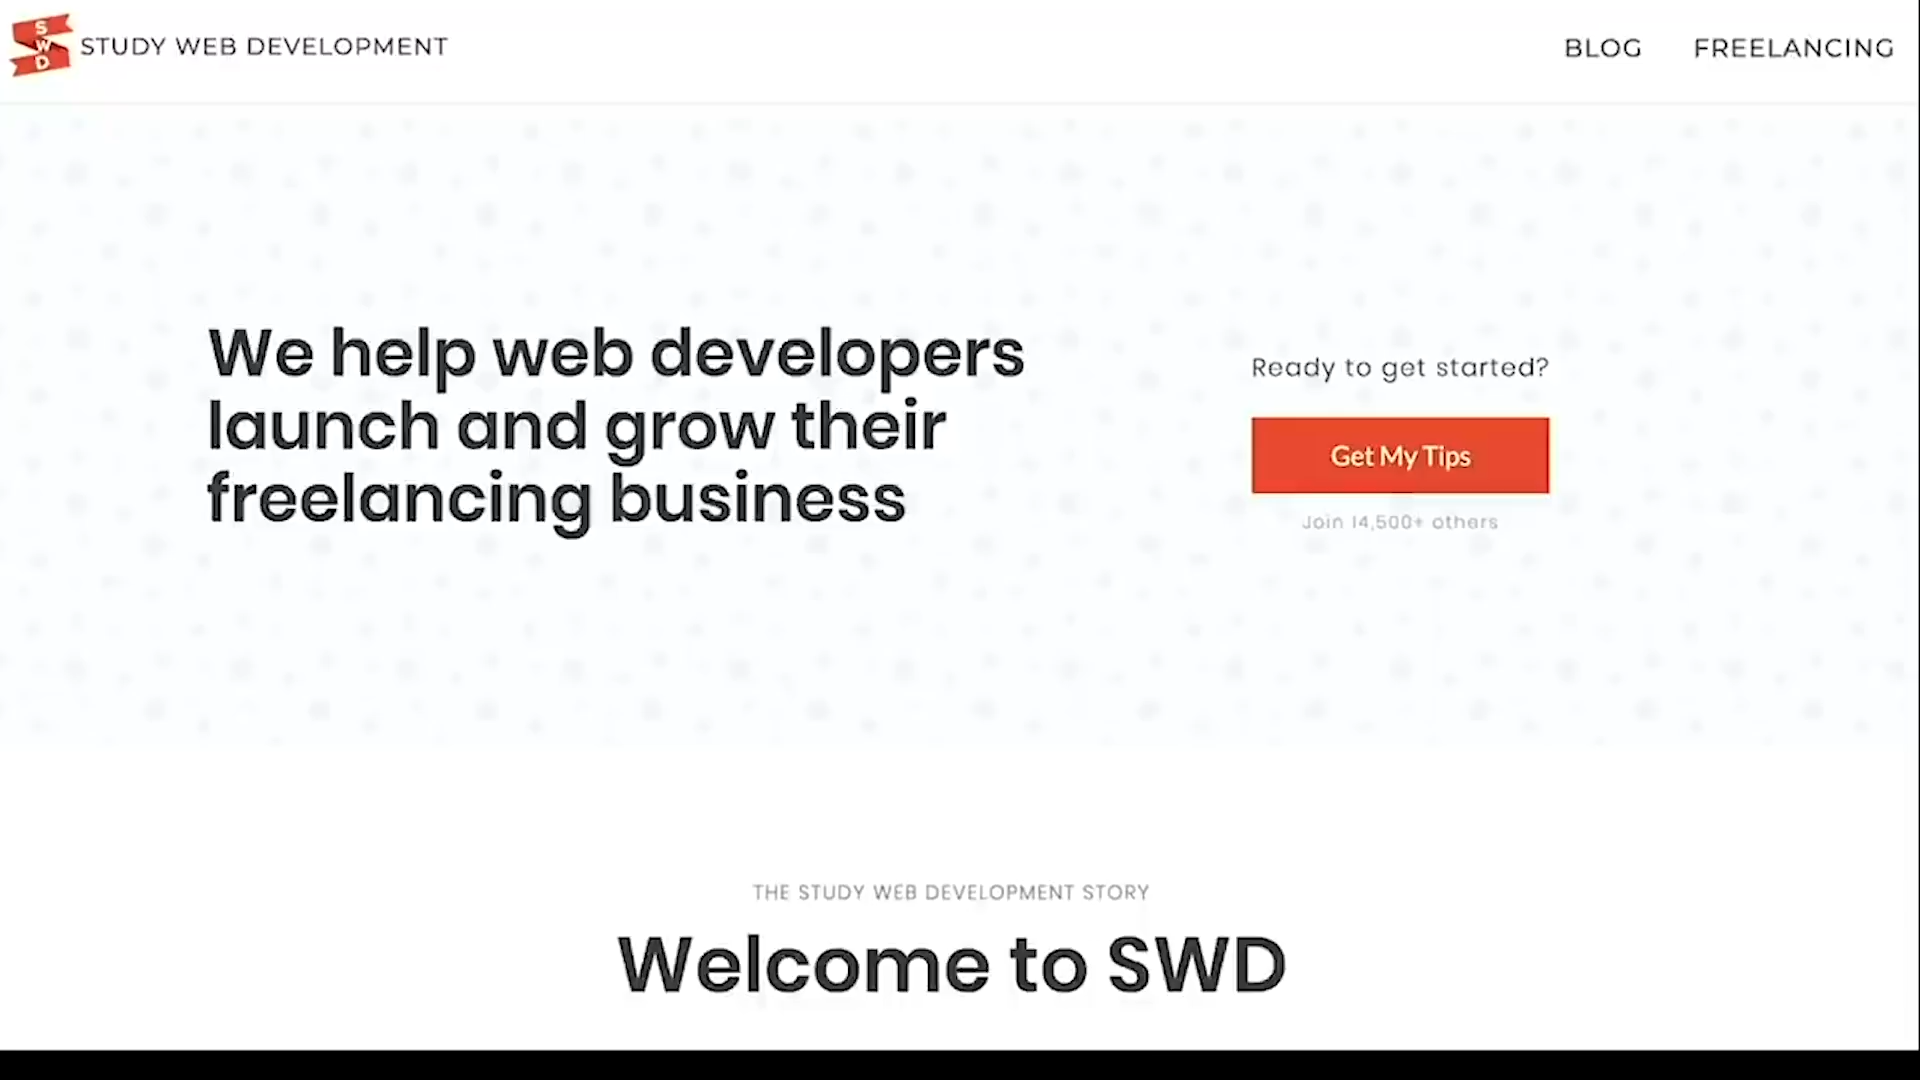 S
W
D
STUDY WEB DEVELOPMENT
BLOG
FREELANCING
We help web developers
launch and grow their
freelancing business
Ready to get started?
Get My Tips
Join 14,500+ others
THE STUDY WEB DEVELOPMENT STORY
Welcome to SWD